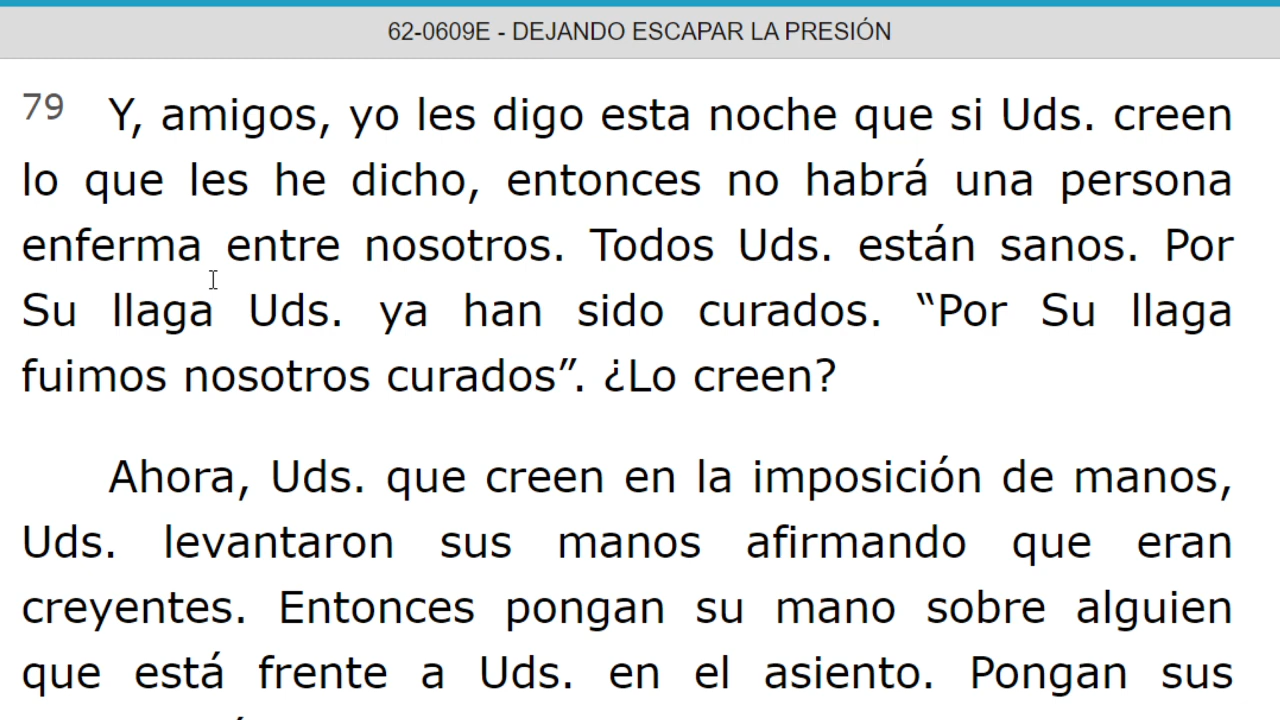 62-0609E - DEJANDO ESCAPAR LA PRESIÓN
79 Y, amigos, yo les digo esta noche que si Uds. creen
lo que les he dicho, entonces no habrá una persona
enferma entre nosotros. Todos Uds. están sanos. Por
Su llaga Uds. ya han sido curados. “Por Su llaga
fuimos nosotros curados”. ¿Lo creen?
Ahora, Uds. que creen en la imposición de manos,
Uds. levantaron sus manos afirmando que eran
creyentes. Entonces pongan su mano sobre alguien
que está frente a Uds. en el asiento. Pongan sus